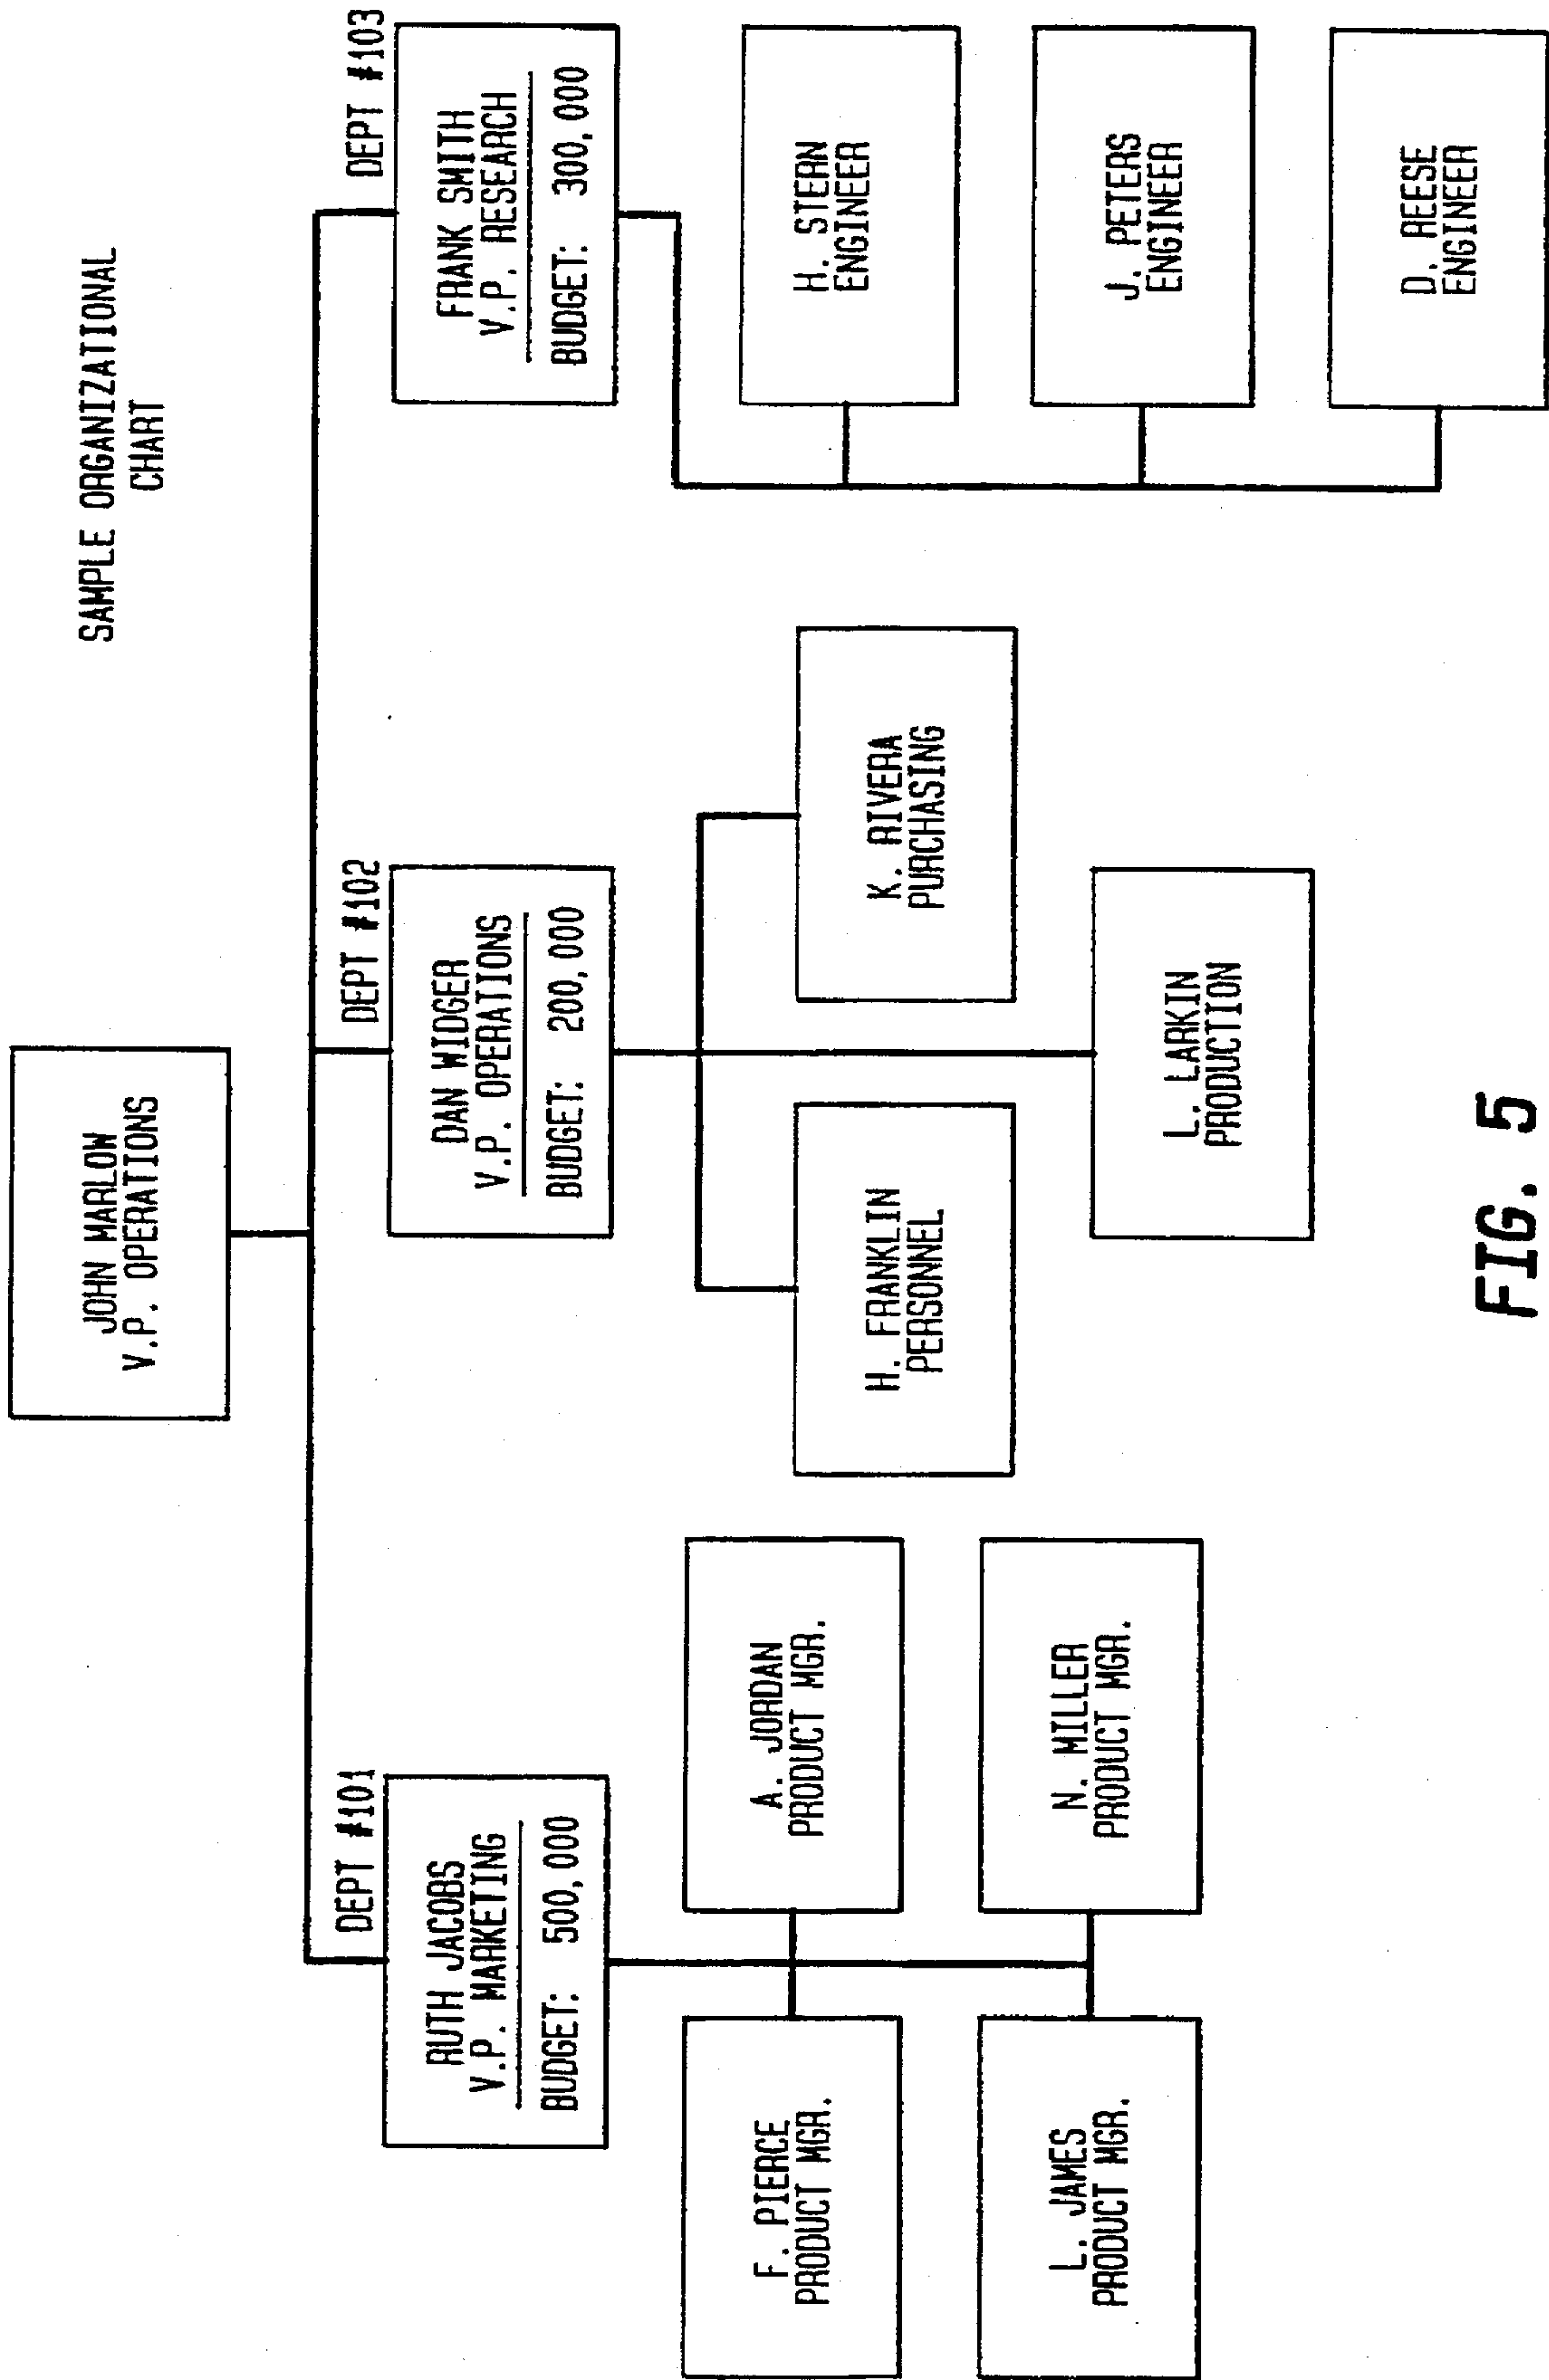 SAMPLE ORGANIZATIONAL
CHART
JOHN MARLOW
V.P. OPERATIONS
DEPT #101
RUTH JACOBS
V.P. MARKETING
BUDGET: 500,000
F. PIERCE
PRODUCT MGR.
A. JORDAN
PRODUCT MGR.
L. JAMES
PRODUCT MGR.
N. MILLER
PRODUCT MGR.
DEPT #102
DAN WIDGER
V.P. OPERATIONS
BUDGET: 200,000
H. FRANKLIN
PERSONNEL
K. RIVERA
PURCHASING
L. LARKIN
PRODUCTION
DEPT #103
FRANK SMITH
V.P. RESEARCH
BUDGET: 300,000
H. STERN
ENGINEER
J. PETERS
ENGINEER
D. REESE
ENGINEER
FIG. 5